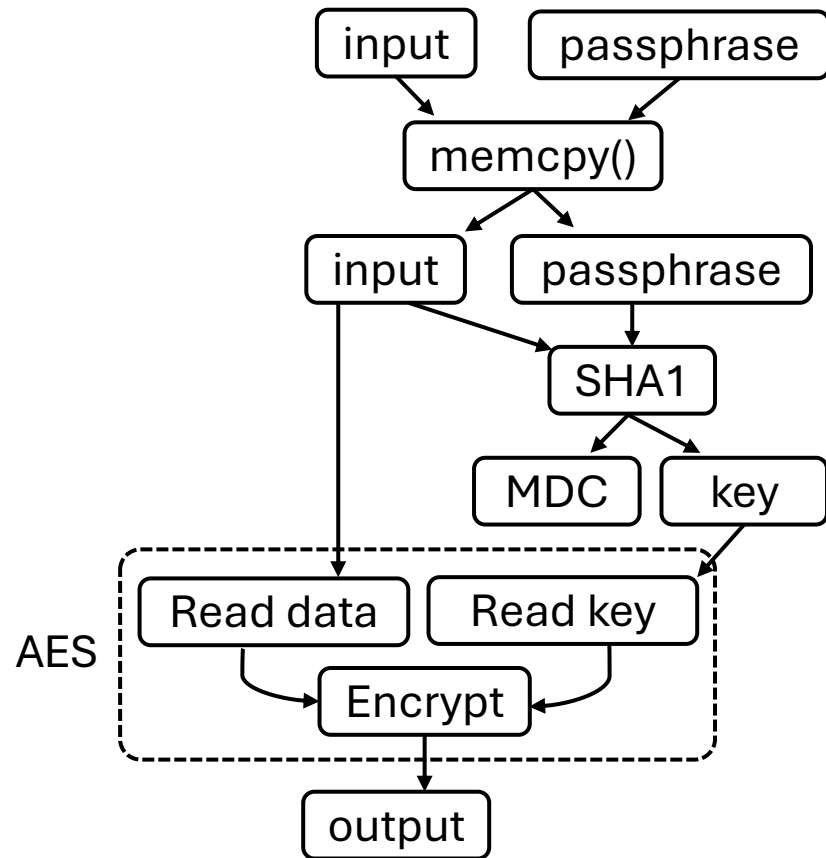 input
passphrase
memcpy()
input
passphrase
SHA1
MDC
key
Read data
Read key
AES
Encrypt
output